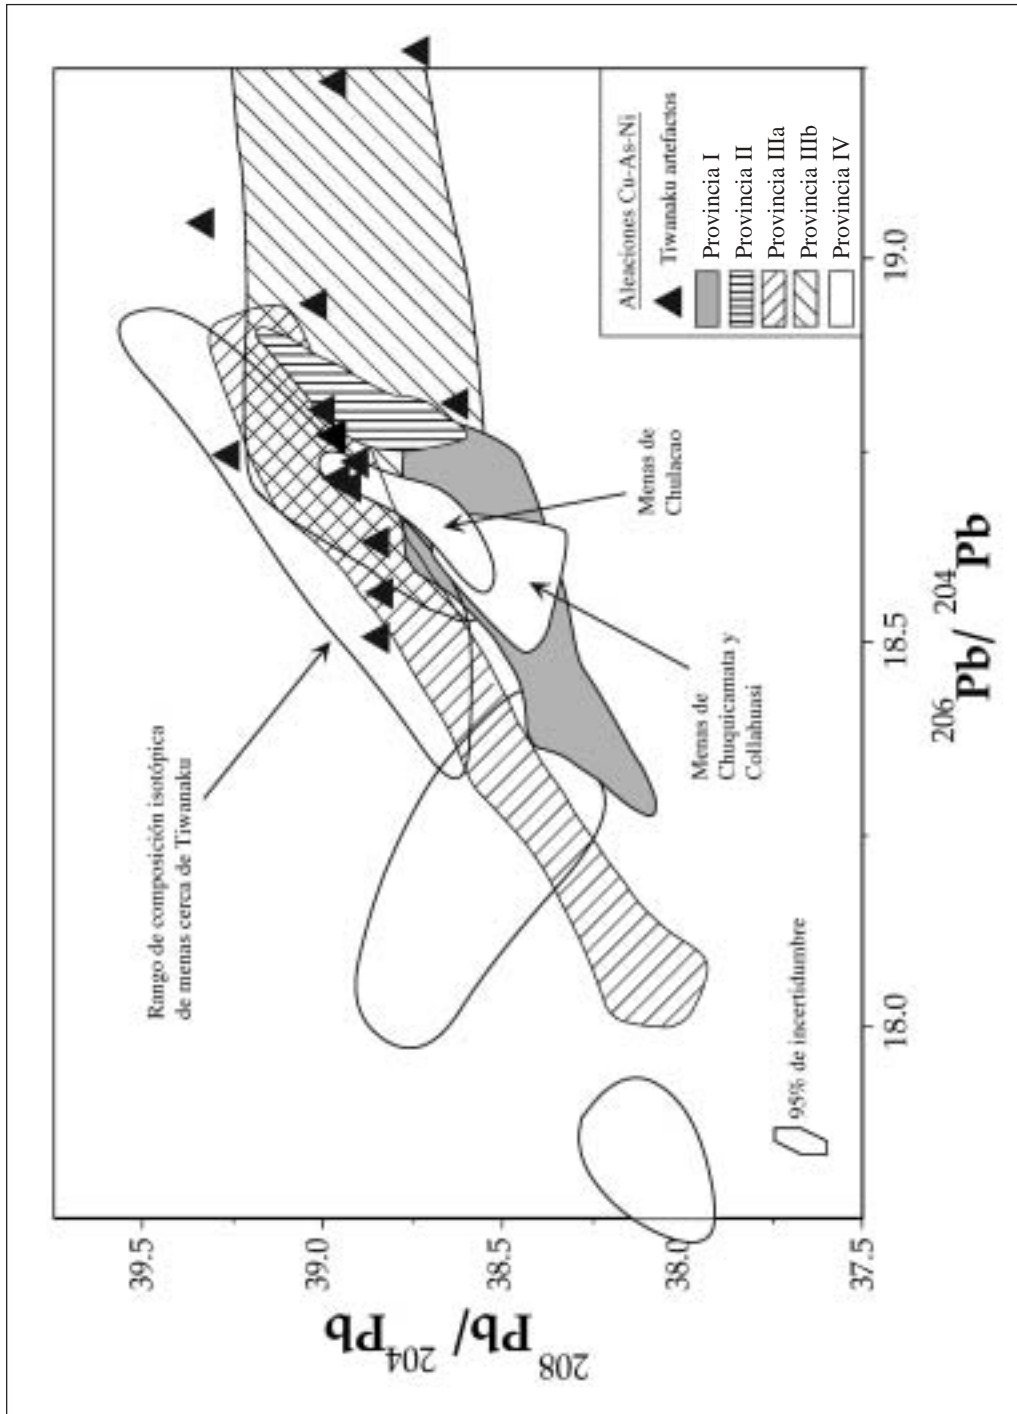 39.5
39.0
38.5
38.0
37.5
208Pb/ 204Pb
18.0
18.5
19.0
206Pb/ 204Pb
Rango de composición isotópica
de menas cerca de Tiwanaku
Menas de
Chuquicamata y
Collahuasi
Menas de
Chulacao
95% de incertidumbre
Aleaciones Cu-As-Ni
Tiwanaku artefactos
Provincia I
Provincia II
Provincia IIIa
Provincia IIIb
Provincia IV